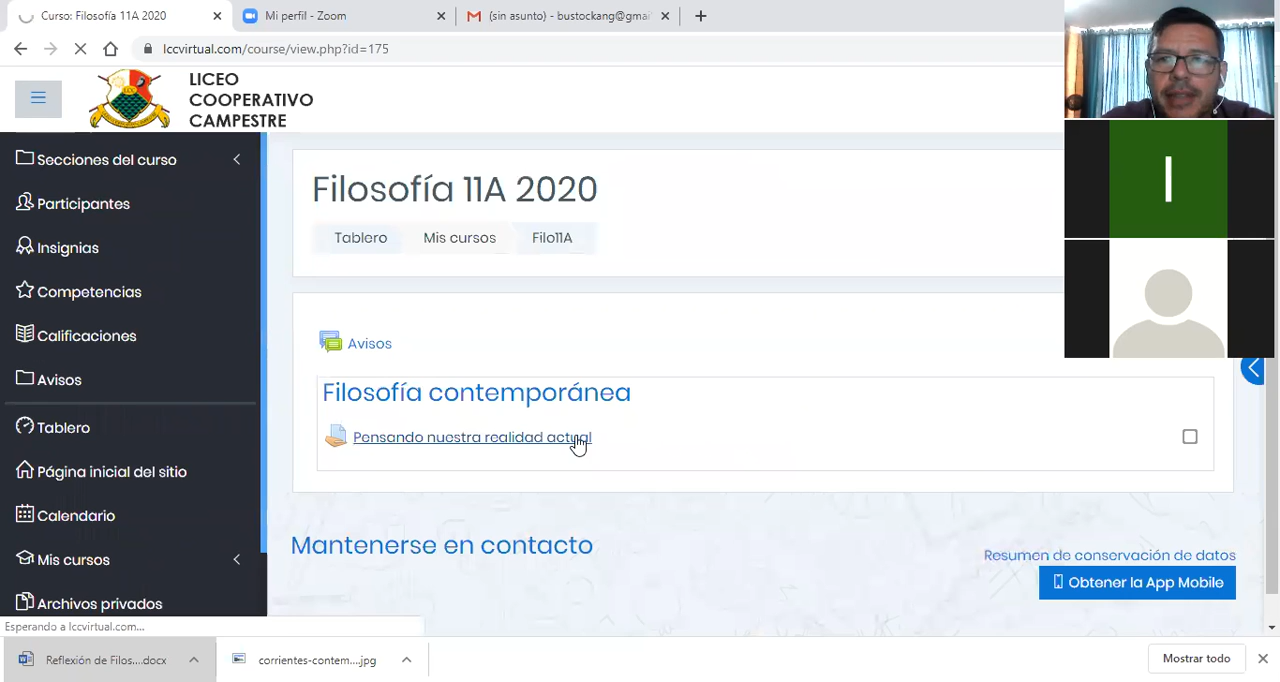 Curso: Filosofía 11A 2020
Mi perfil - Zoom
(sin asunto) - bustockang@gmai
lccvirtual.com/course/view.php?id=175
LICEO
COOPERATIVO
CAMPESTRE
Secciones del curso
Participantes
Insignias
Competencias
Calificaciones
Avisos
Tablero
Página inicial del sitio
Calendario
Mis cursos
Archivos privados
Filosofía 11A 2020
Tablero Mis cursos Filo11A
Avisos
Filosofía contemporánea
Pensando nuestra realidad actual
Mantenerse en contacto
Resumen de conservación de datos
Obtener la App Mobile
I
Esperando a lccvirtual.com...
Reflexión de Filos....docx
corrientes-contem....jpg
Mostrar todo